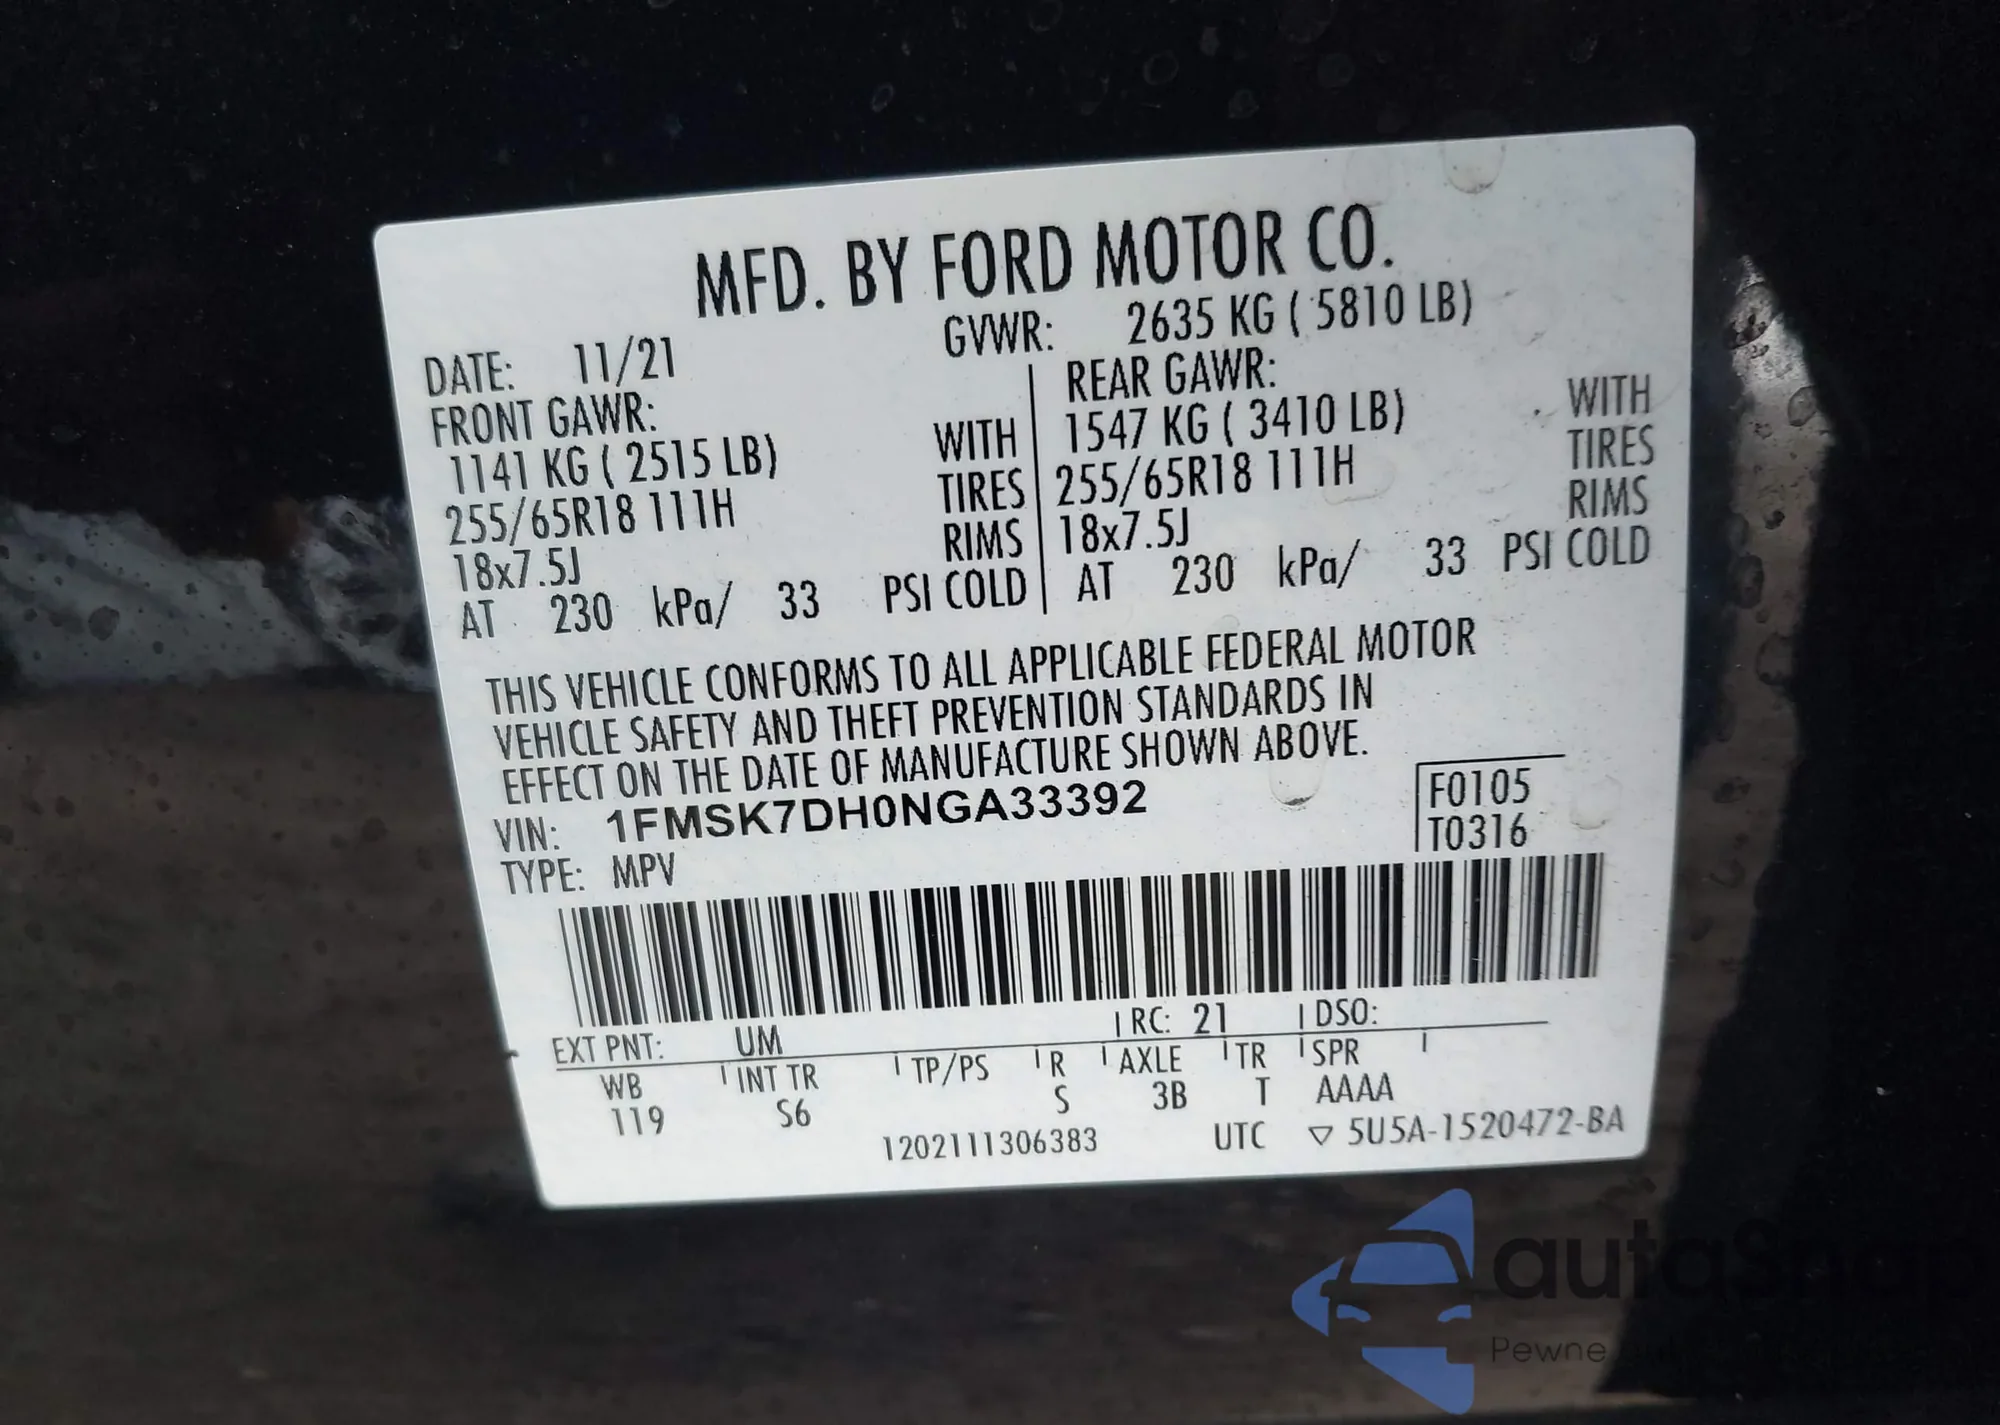 MFD. BY FORD MOTOR CO.
DATE: 11/21 GVWR: 2635 KG ( 5810 LB)
FRONT GAWR: REAR GAWR:
1141 KG ( 2515 LB) WITH 1547 KG ( 3410 LB) WITH
255/65R18 111H TIRES 255/65R18 111H TIRES
18x7.5J RIMS 18x7.5J RIMS
AT 230 kPa/ 33 PSI COLD AT 230 kPa/ 33 PSI COLD
THIS VEHICLE CONFORMS TO ALL APPLICABLE FEDERAL MOTOR
VEHICLE SAFETY AND THEFT PREVENTION STANDARDS IN
EFFECT ON THE DATE OF MANUFACTURE SHOWN ABOVE.
VIN: 1FMSK7DH0NGA33392 F0105
TYPE: MPV T0316
EXT PNT: UM RC: 21 DSO:
WB INT TR TP/PS R AXLE TR SPR
119 S6 S 3B T AAAA
1202111306383 UTC ▽ 5U5A-1520472-BA
autaShop
Pewne